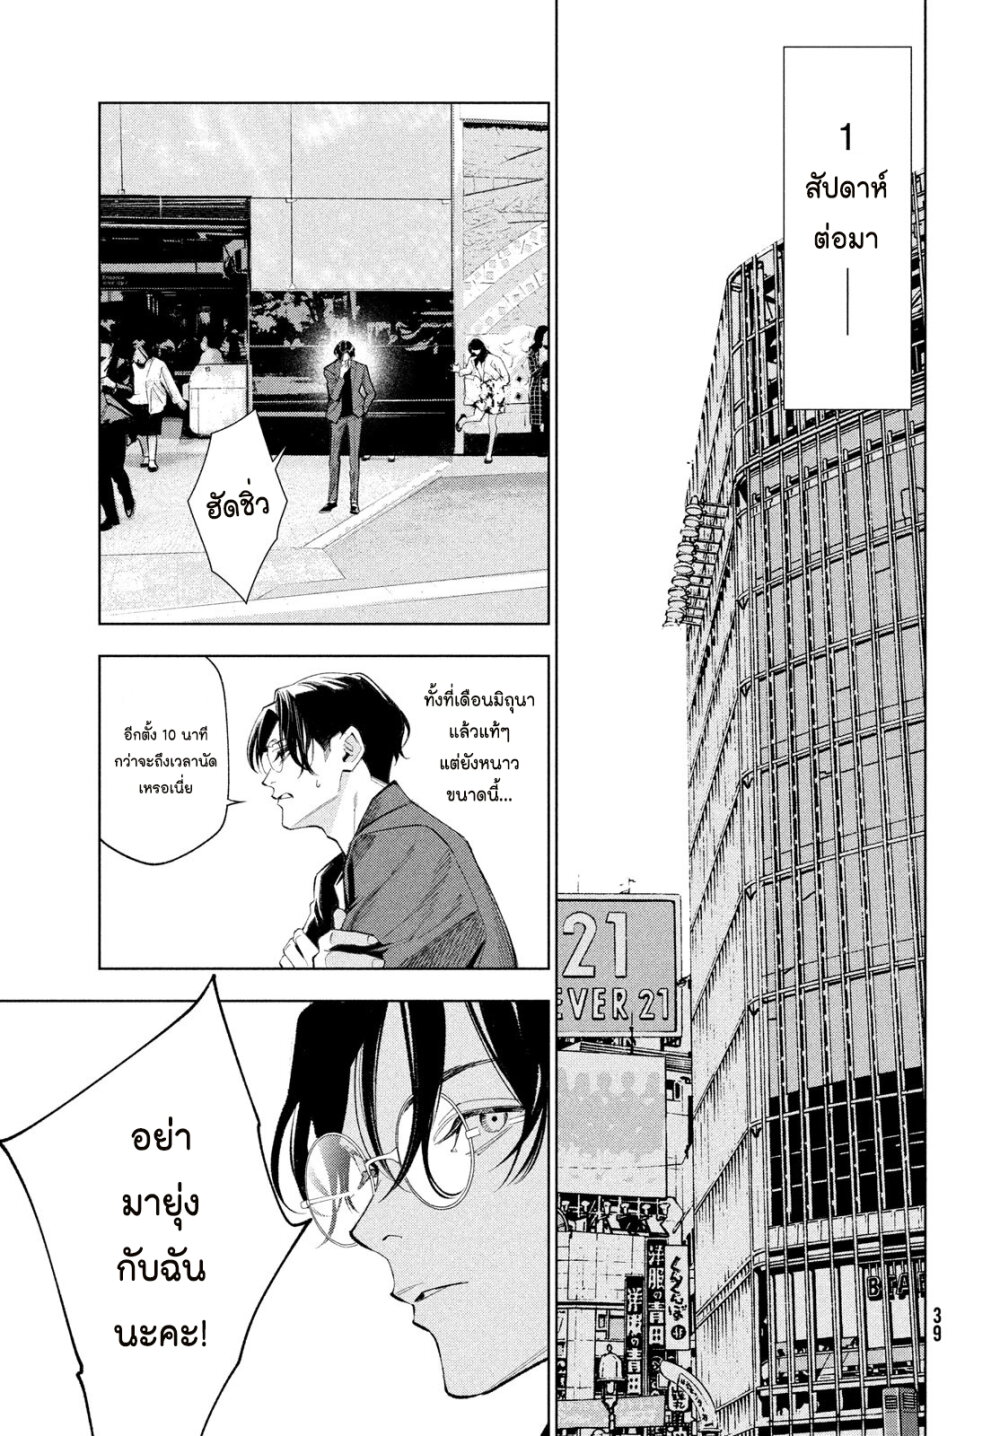 1
สัปดาห์
ต่อมา
ฮัดชิ่ว
ทั้งที่เดือนมิถุนา
แล้วแท้ๆ
แต่ยังหนาว
ขนาดนี้...
อีกตั้ง 10 นาที
กว่าจะถึงเวลานัด
เหรอเนี่ย
21
EVER 21
อย่า
มายุ่ง
กับฉัน
นะคะ!
洋服の青田
洋服の青田
39